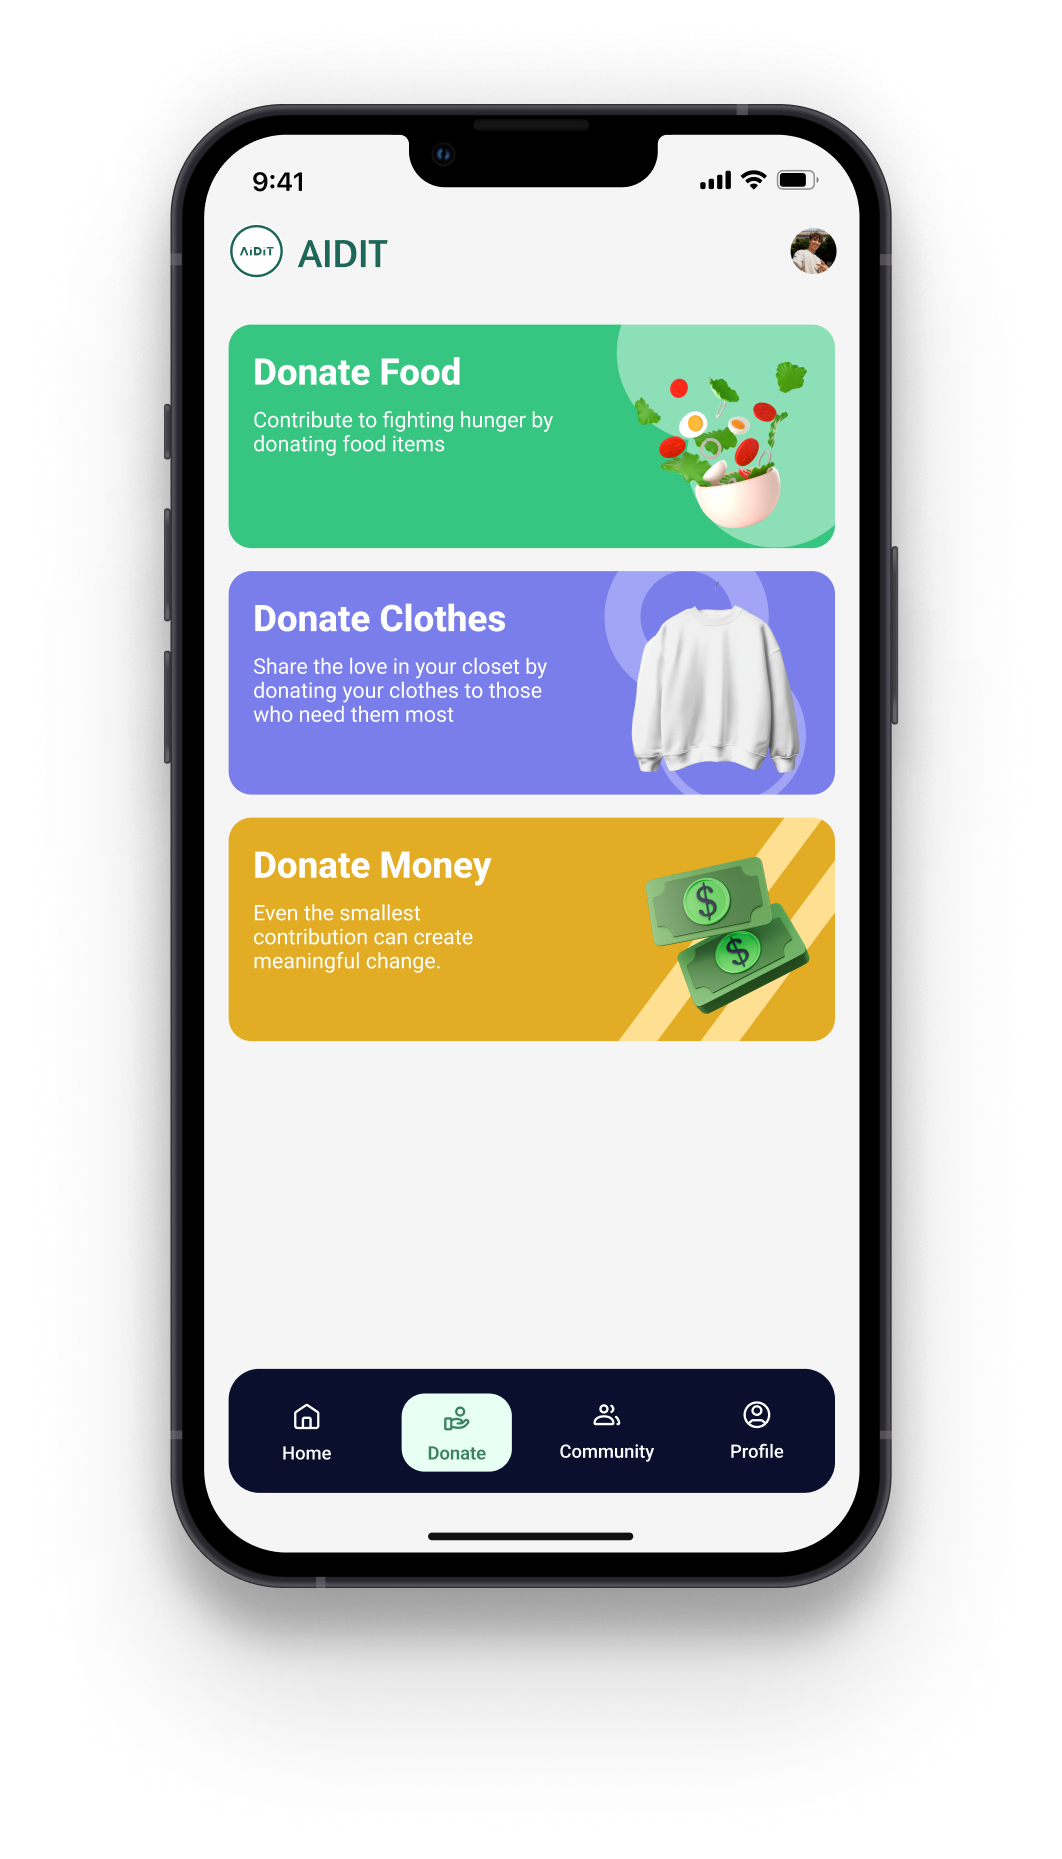 9:41
AiDiT
AIDIT
Donate Food
Contribute to fighting hunger by
donating food items
Donate Clothes
Share the love in your closet by
donating your clothes to those
who need them most
Donate Money
Even the smallest
contribution can create
meaningful change.
$
$
Home
Donate
Community
Profile